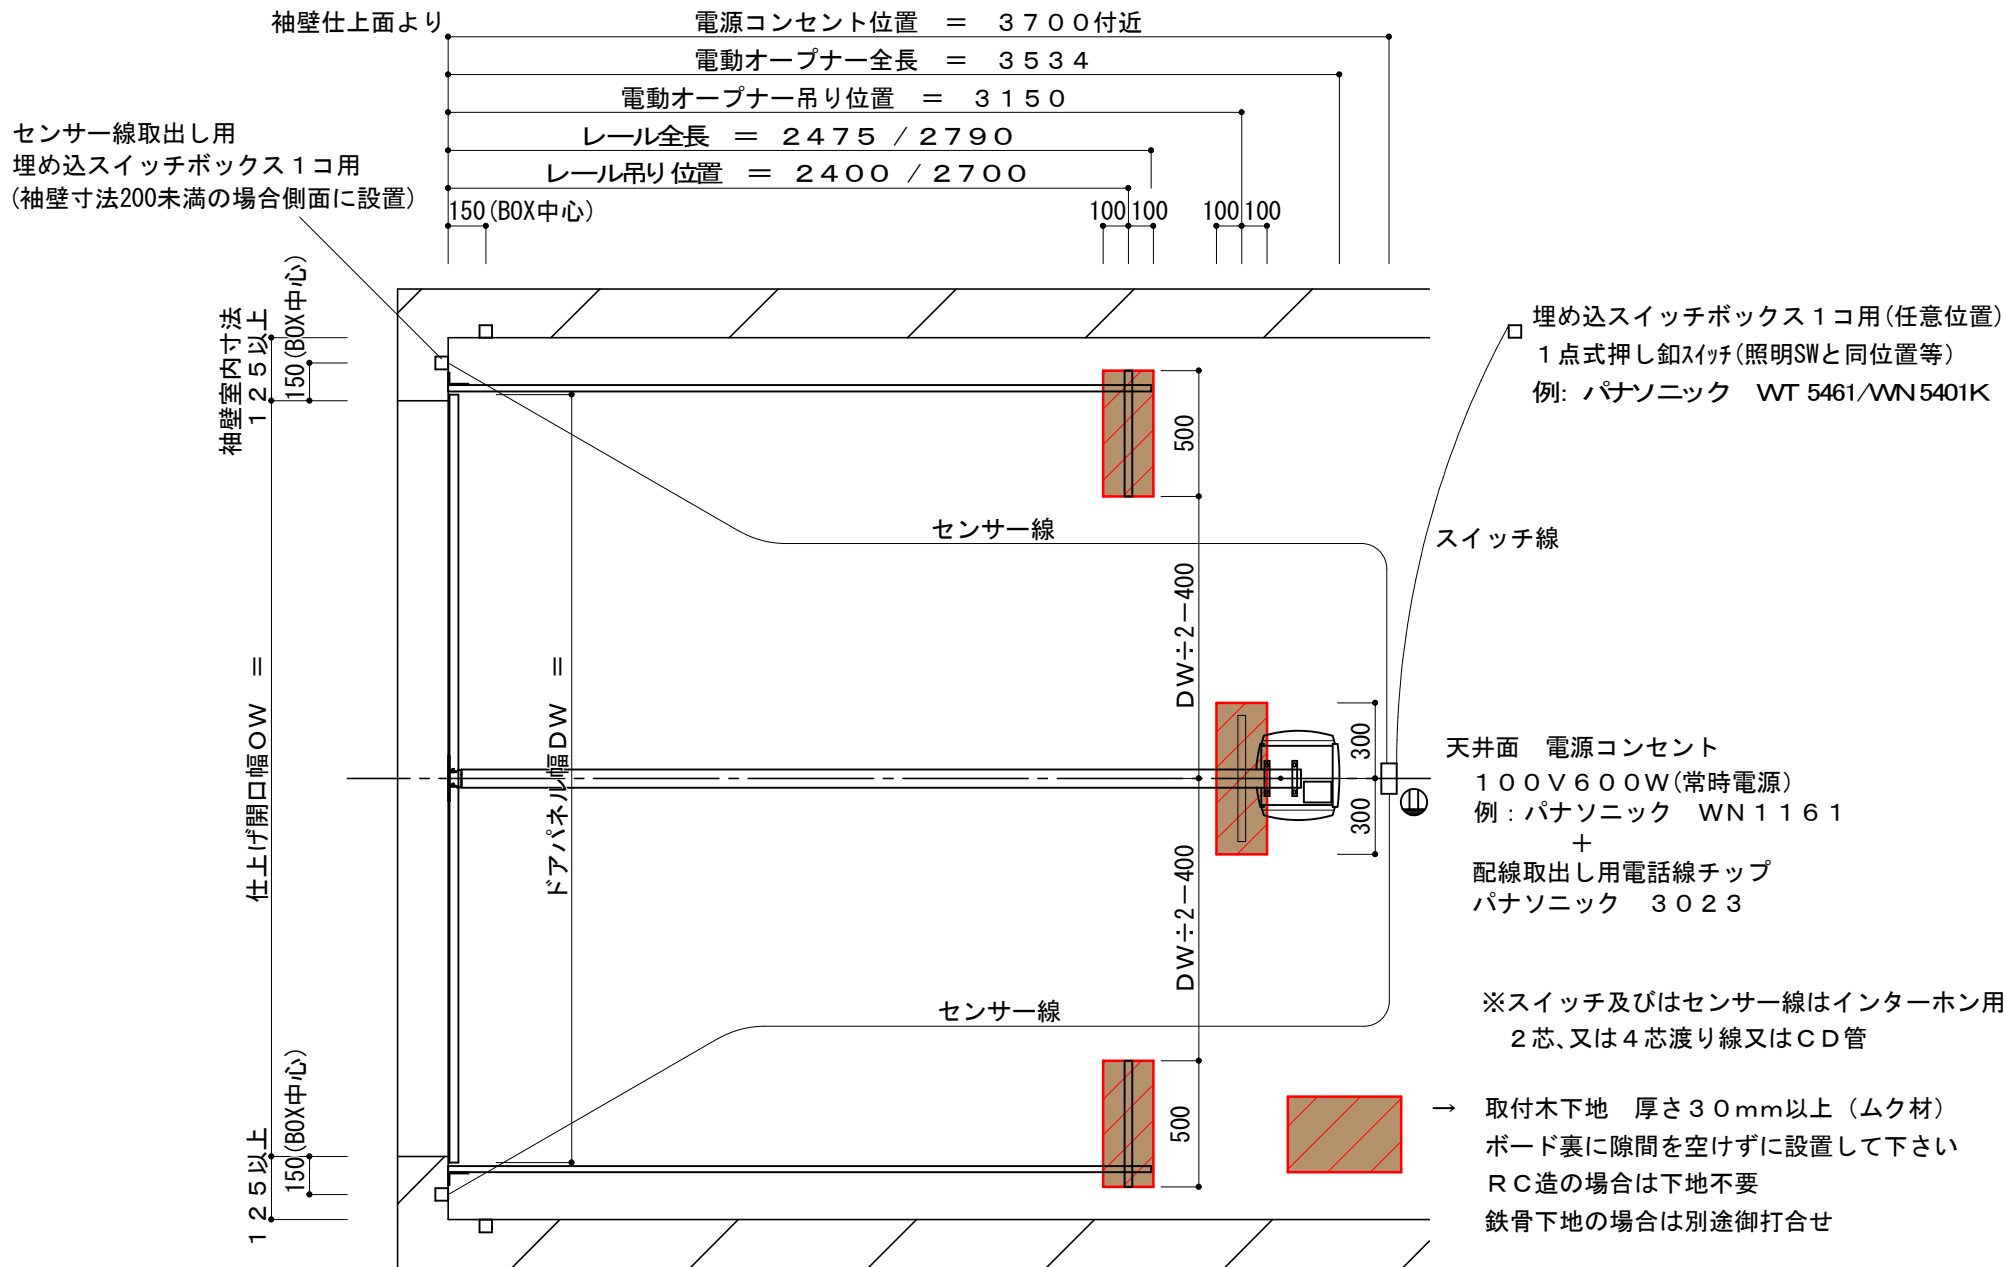 袖壁仕上面より
電源コンセント位置　＝　３７００付近
電動オープナー全長　＝　３５３４
電動オープナー吊り位置　＝　３１５０
レール全長　＝　２４７５ / ２７９０
レール吊り位置　＝　２４００ / ２７００
150(BOX中心)
100
100
100
100
センサー線取出し用
埋め込スイッチボックス１コ用
(袖壁寸法200未満の場合側面に設置)
袖壁室内寸法
１２５以上
150(BOX中心)
埋め込スイッチボックス１コ用(任意位置)
１点式押し釦スイッチ(照明SWと同位置等)
例: パナソニック　WT 5461/WN5401K
500
センサー線
スイッチ線
DW÷2－400
仕上げ開口幅OW　＝
ドアパネル幅DW　＝
300
300
天井面　電源コンセント
１００V６００W(常時電源)
例：パナソニック　WN１１６１
＋
配線取出し用電話線チップ
パナソニック　３０２３
DW÷2－400
センサー線
※スイッチ及びはセンサー線はインターホン用
２芯、又は４芯渡り線又はＣＤ管
150(BOX中心)
１２５以上
500
→　取付木下地　厚さ３０mm以上（ムク材）
ボード裏に隙間を空けずに設置して下さい
ＲＣ造の場合は下地不要
鉄骨下地の場合は別途御打合せ